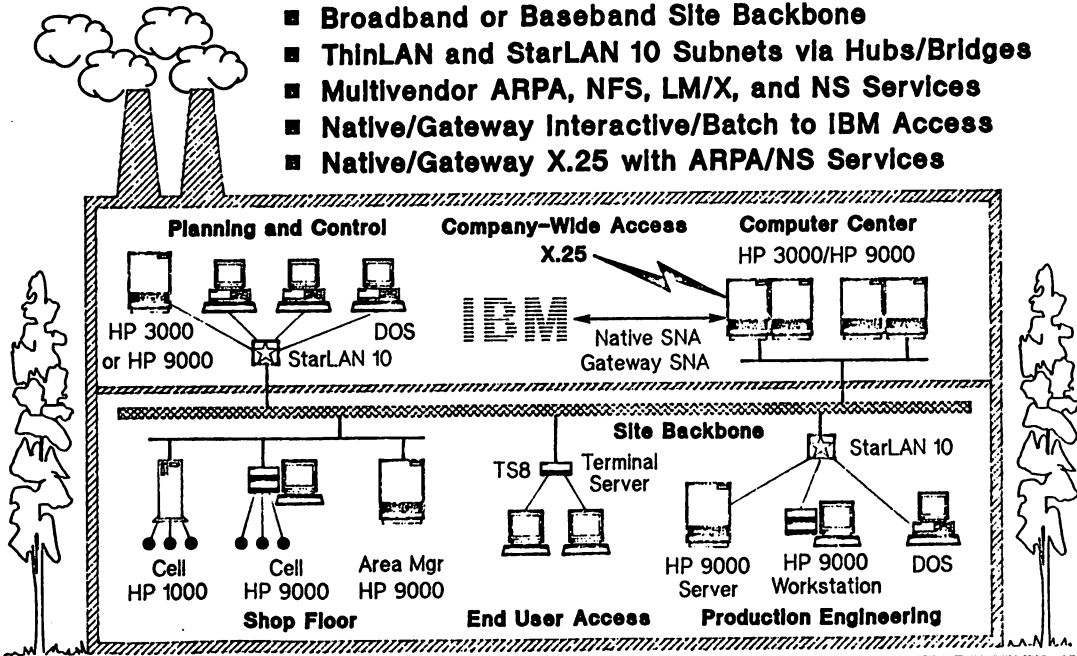 Broadband or Baseband Site Backbone
ThinLAN and StarLAN 10 Subnets via Hubs/Bridges
Multivendor ARPA, NFS, LM/X, and NS Services
Native/Gateway Interactive/Batch to IBM Access
Native/Gateway X.25 with ARPA/NS Services
Planning and Control
HP 3000
or HP 9000
StarLAN 10
DOS
Company-Wide Access
X.25
IBM
Native SNA
Gateway SNA
Computer Center
HP 3000/HP 9000
Site Backbone
Cell
HP 1000
Cell
HP 9000
Area Mgr
HP 9000
Shop Floor
TS8
Terminal
Server
End User Access
StarLAN 10
HP 9000
Server
HP 9000
Workstation
DOS
Production Engineering